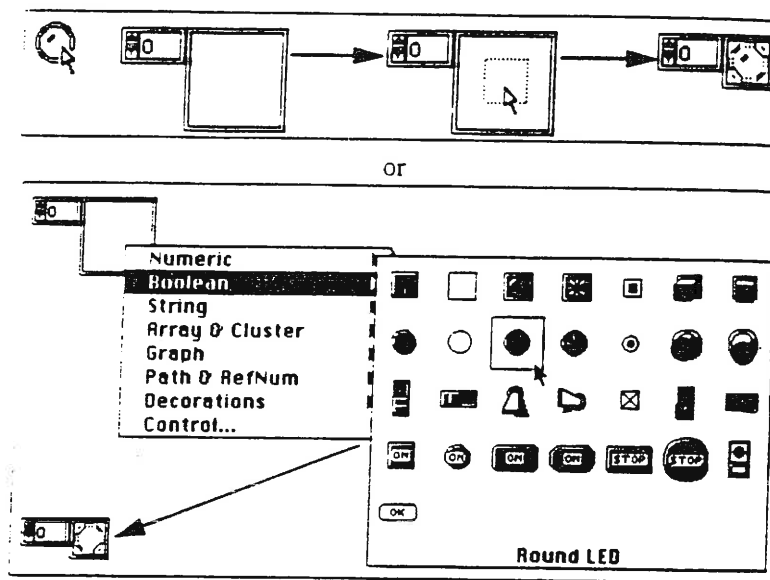 0 0 0
or
0
Numeric
Boolean
String
Array & Cluster
Graph
Path & RefNum
Decorations
Control...
ON ON ON ON STOP STOP
OK
0
Round LED